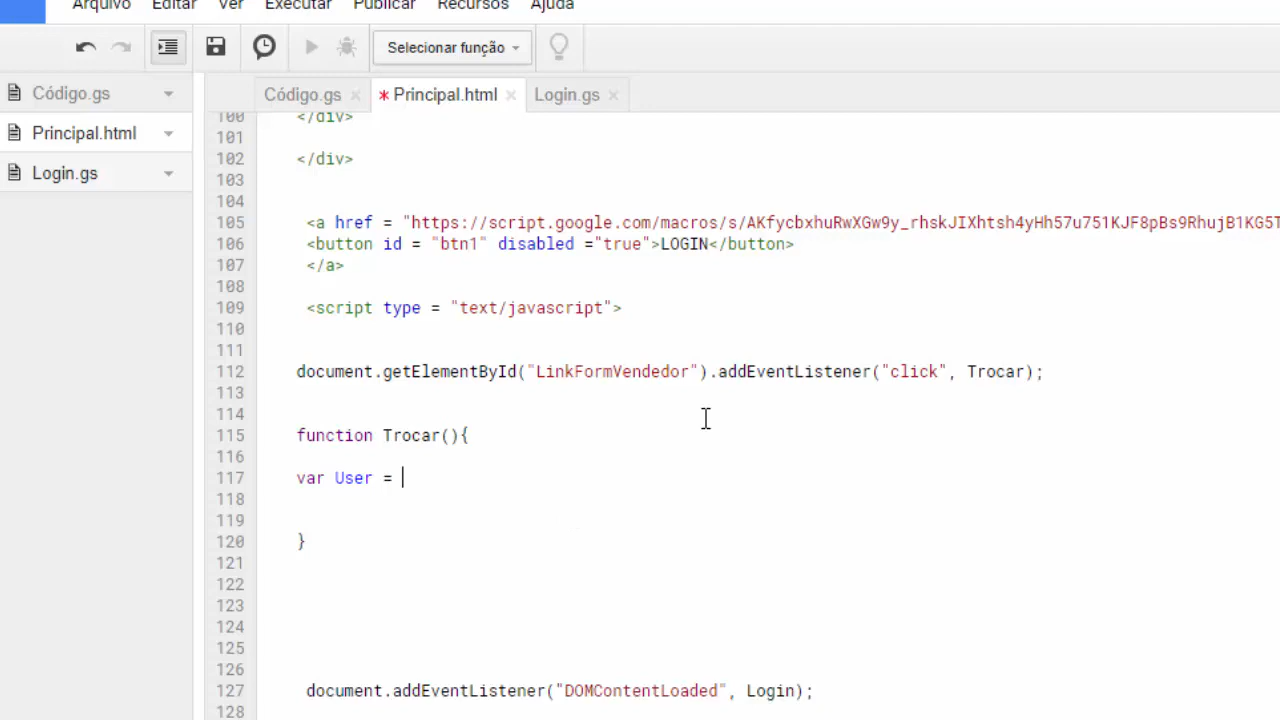 Arquivo Editar Ver Executar Publicar Recursos Ajuda
Selecionar função
Código.gs
Principal.html
Login.gs
Código.gs × * Principal.html × Login.gs ×
100 </div>
101
102 </div>
103
104
105 <a href = "https://script.google.com/macros/s/AKfycbxhuRwXGw9y_rhskJIXhtsh4yHh57u751KJF8pBs9RhujB1KG5T
106 <button id = "btn1" disabled ="true">LOGIN</button>
107 </a>
108
109 <script type = "text/javascript">
110
111
112 document.getElementById("LinkFormVendedor").addEventListener("click", Trocar);
113
114
115 function Trocar(){
116
117 var User =
118
119
120 }
121
122
123
124
125
126
127 document.addEventListener("DOMContentLoaded", Login);
128